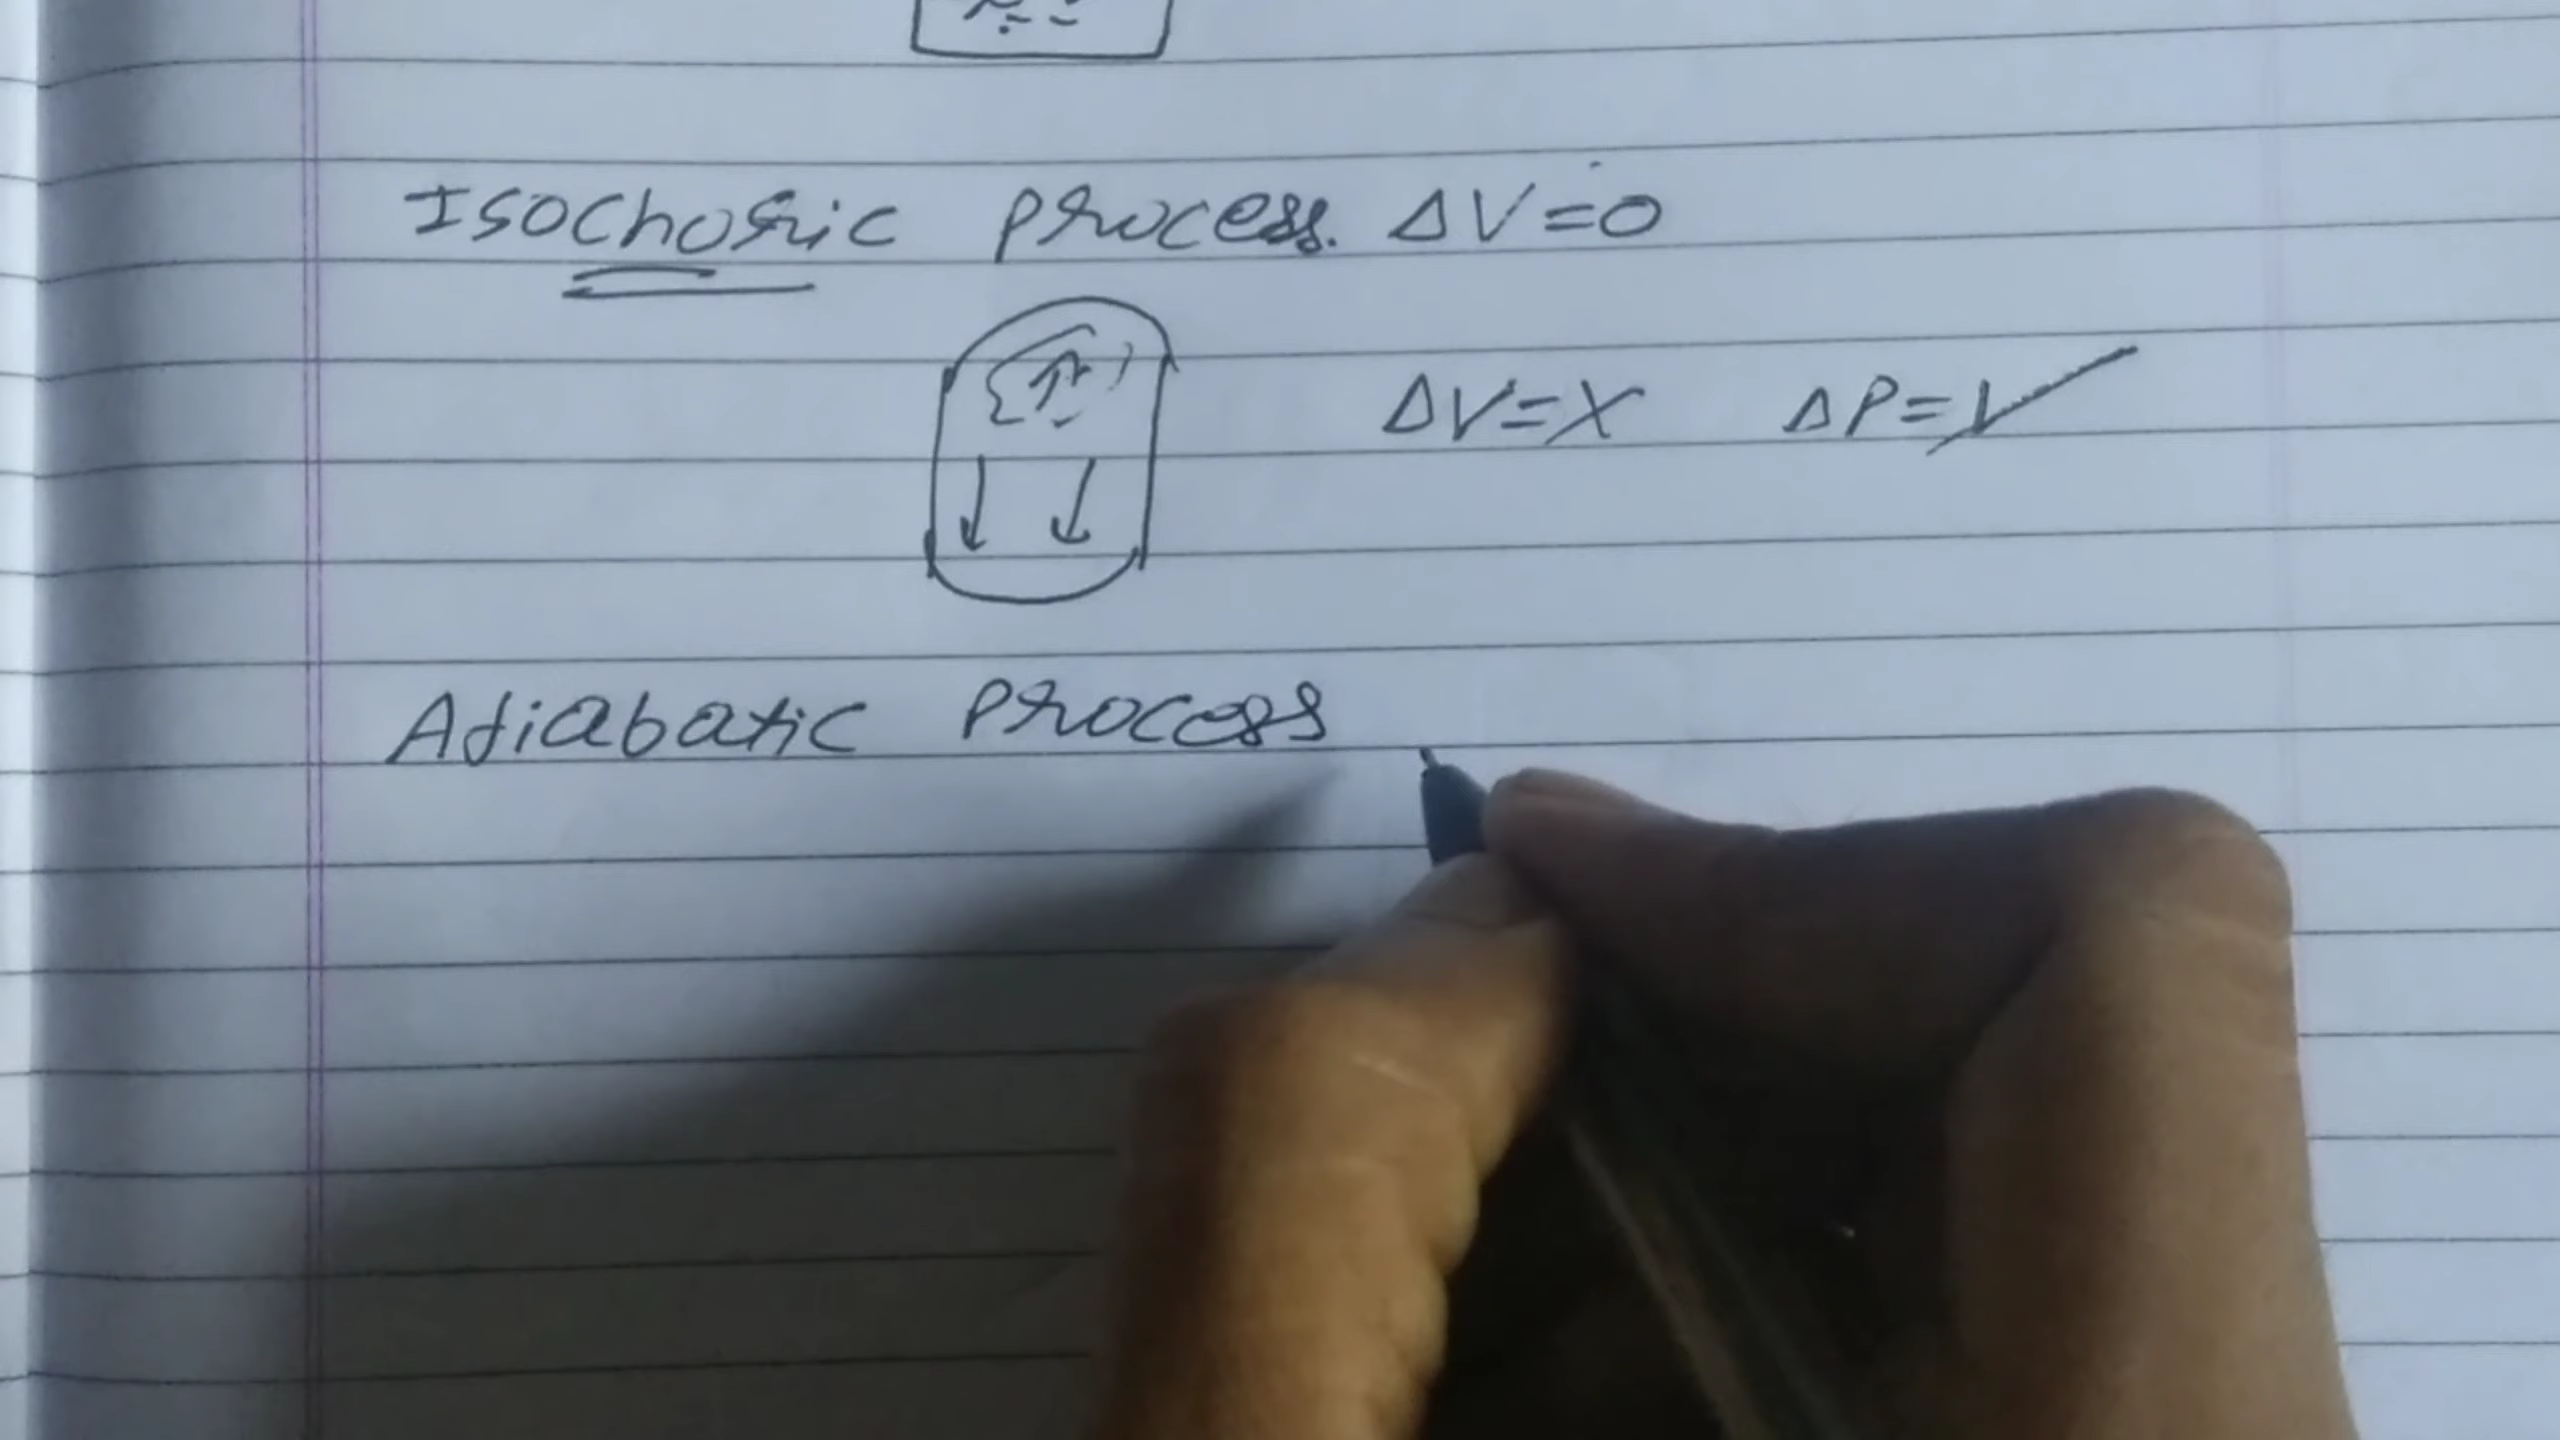 Isochoric process. ΔV=0
ΔV=X ΔP=✓
Adiabatic process